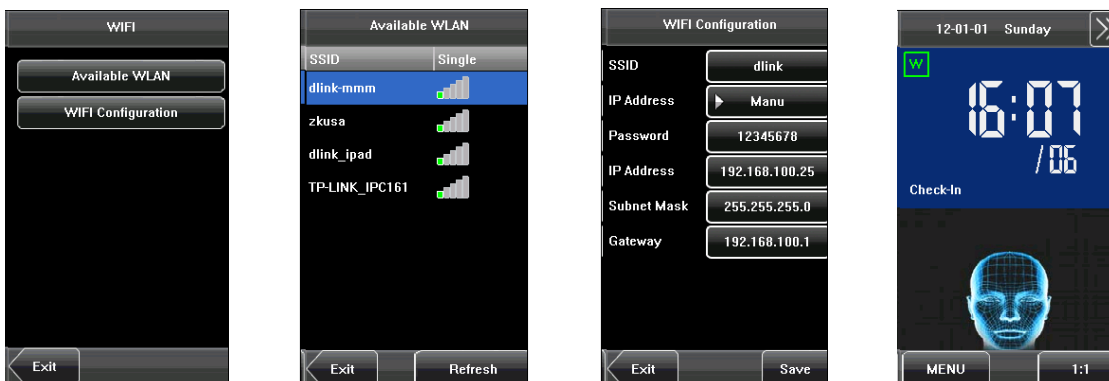 WIFI
Available WLAN
WIFI Configuration
Exit
Available WLAN
SSID Single
dlink-mmm
zkusa
dlink_ipad
TP-LINK_IPC161
Exit Refresh
WIFI Configuration
SSID dlink
IP Address Manu
Password 12345678
IP Address 192.168.100.25
Subnet Mask 255.255.255.0
Gateway 192.168.100.1
Exit Save
12-01-01 Sunday
W
16:07
/06
Check-In
MENU 1:1